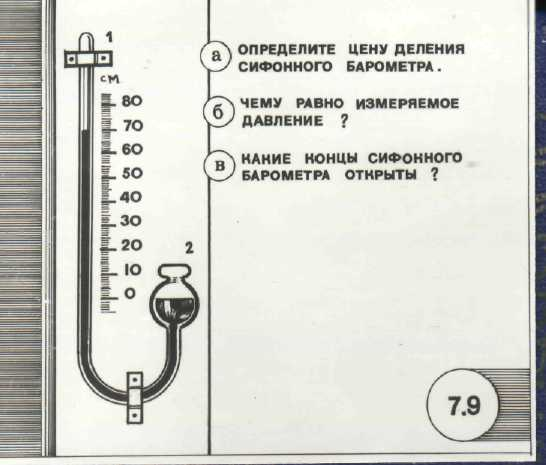 1
см.
80
70
60
50
40
30
20
10
0
2
а ОПРЕДЕЛИТЕ ЦЕНУ ДЕЛЕНИЯ
СИФОННОГО БАРОМЕТРА.
б ЧЕМУ РАВНО ИЗМЕРЯЕМОЕ
ДАВЛЕНИЕ ?
в КАКИЕ КОНЦЫ СИФОННОГО
БАРОМЕТРА ОТКРЫТЫ ?
7.9